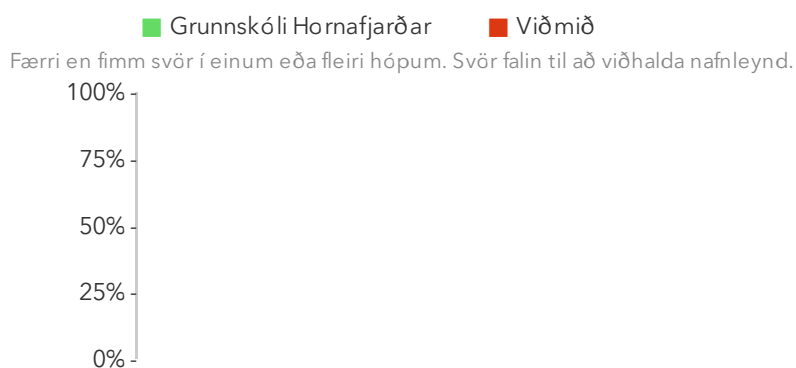 Grunnskóli Hornafjarðar Viðmið
Færri en fimm svör í einum eða fleiri hópum. Svör falin til að viðhalda nafnleynd.
100%
75%
50%
25%
0%